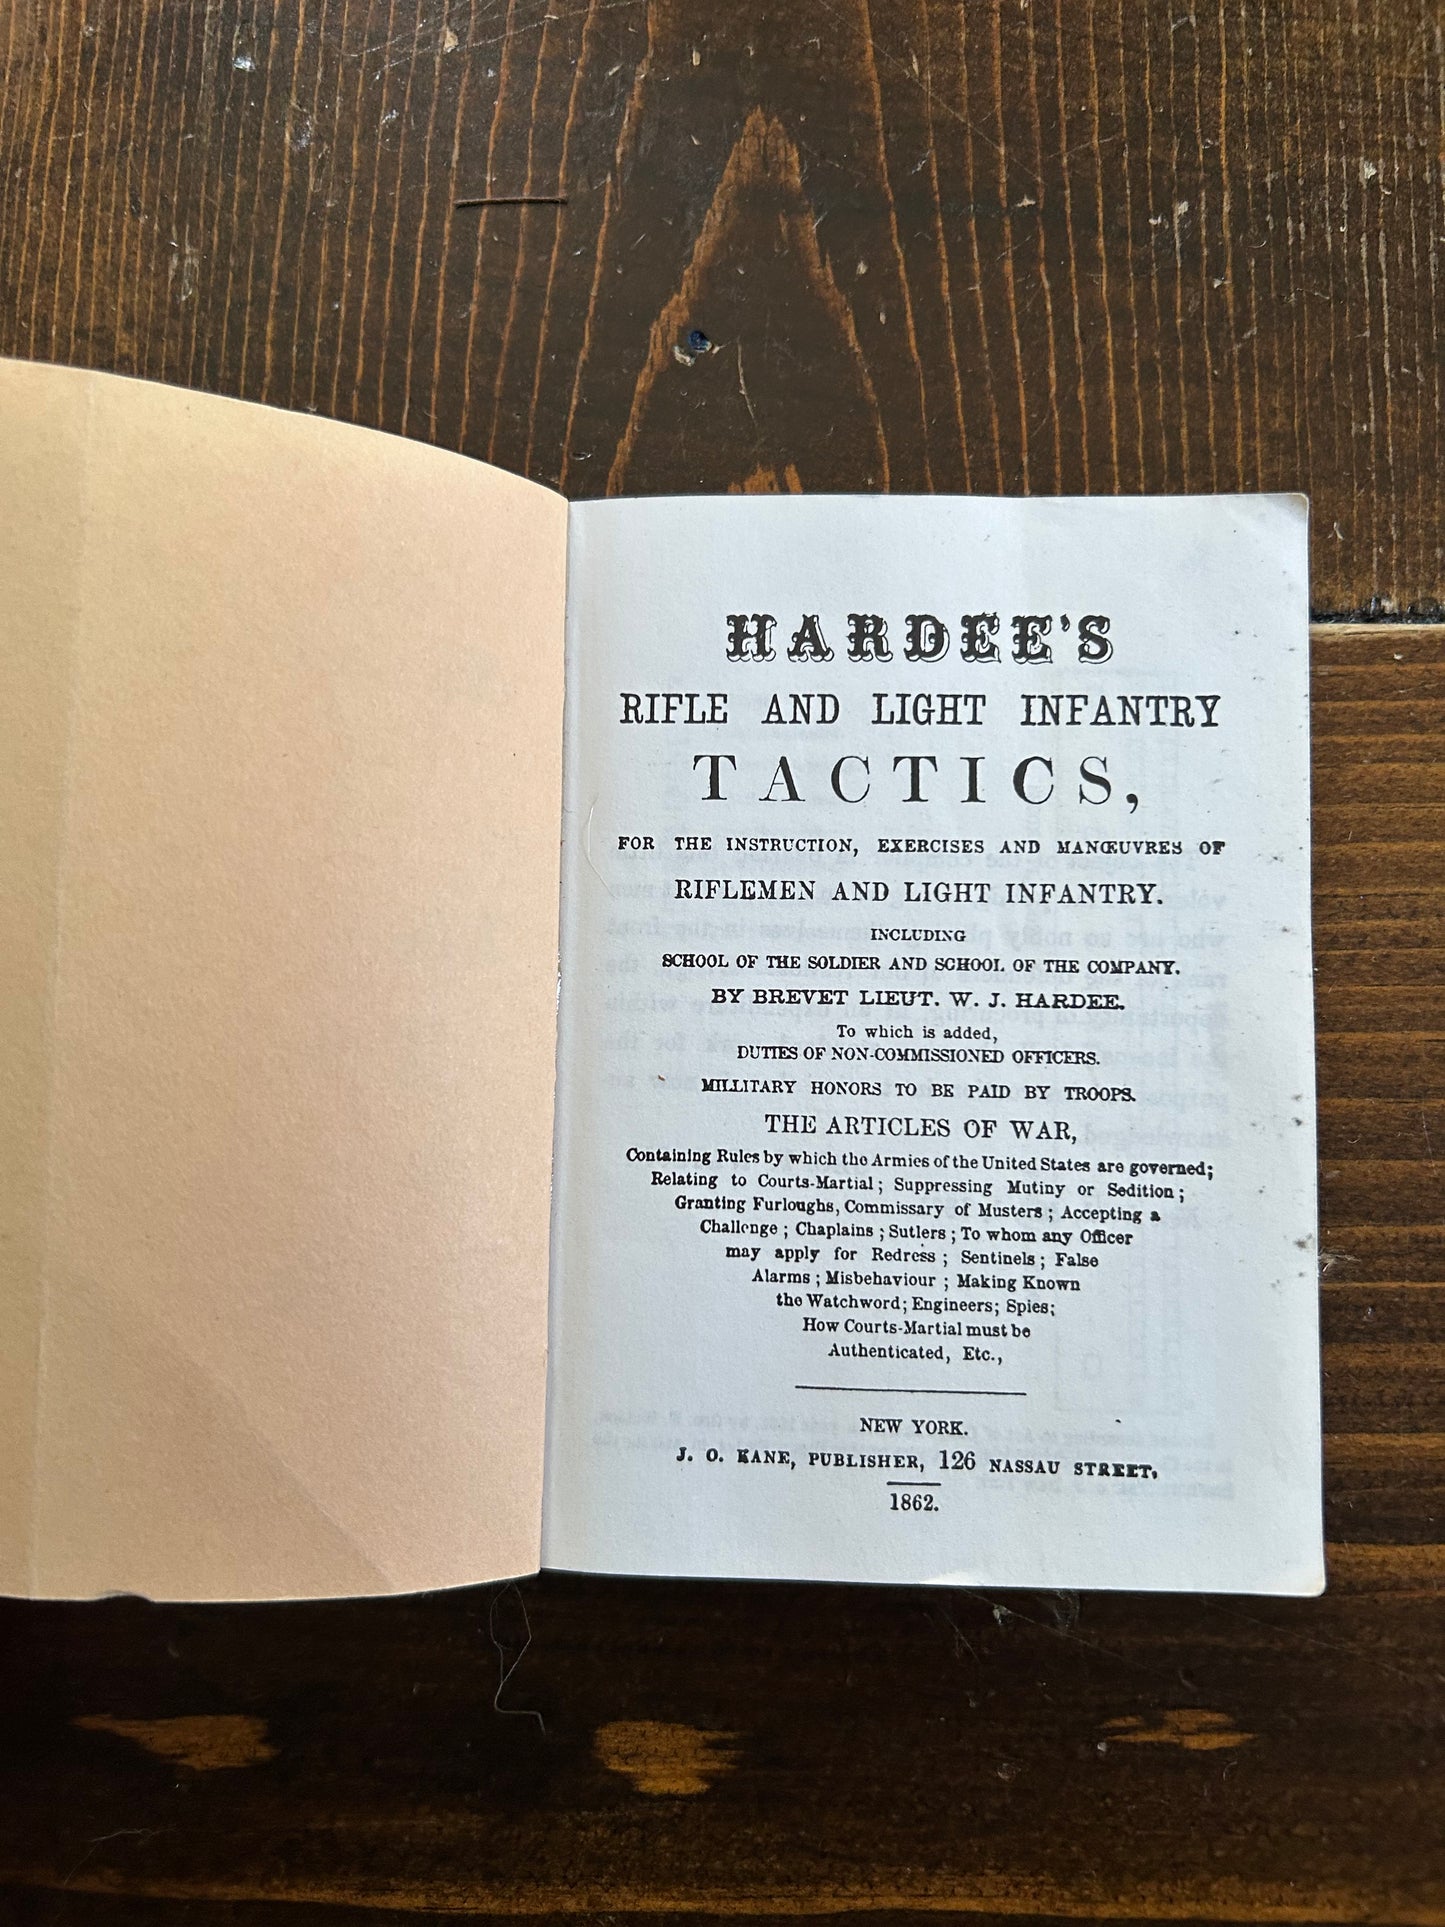 HARDEE'S
RIFLE AND LIGHT INFANTRY
TACTICS,
FOR THE INSTRUCTION, EXERCISES AND MANŒUVRES OF
RIFLEMEN AND LIGHT INFANTRY.
INCLUDING
SCHOOL OF THE SOLDIER AND SCHOOL OF THE COMPANY.
BY BREVET LIEUT. W. J. HARDEE.
To which is added,
DUTIES OF NON-COMMISSIONED OFFICERS.
MILLITARY HONORS TO BE PAID BY TROOPS.
THE ARTICLES OF WAR,
Containing Rules by which the Armies of the United States are governed;
Relating to Courts-Martial; Suppressing Mutiny or Sedition;
Granting Furloughs, Commissary of Musters; Accepting a
Challenge; Chaplains; Sutlers; To whom any Officer
may apply for Redress; Sentinels; False
Alarms; Misbehaviour; Making Known
the Watchword; Engineers; Spies;
How Courts-Martial must be
Authenticated, Etc.,
NEW YORK.
J. O. KANE, PUBLISHER, 126 NASSAU STREET.
1862.